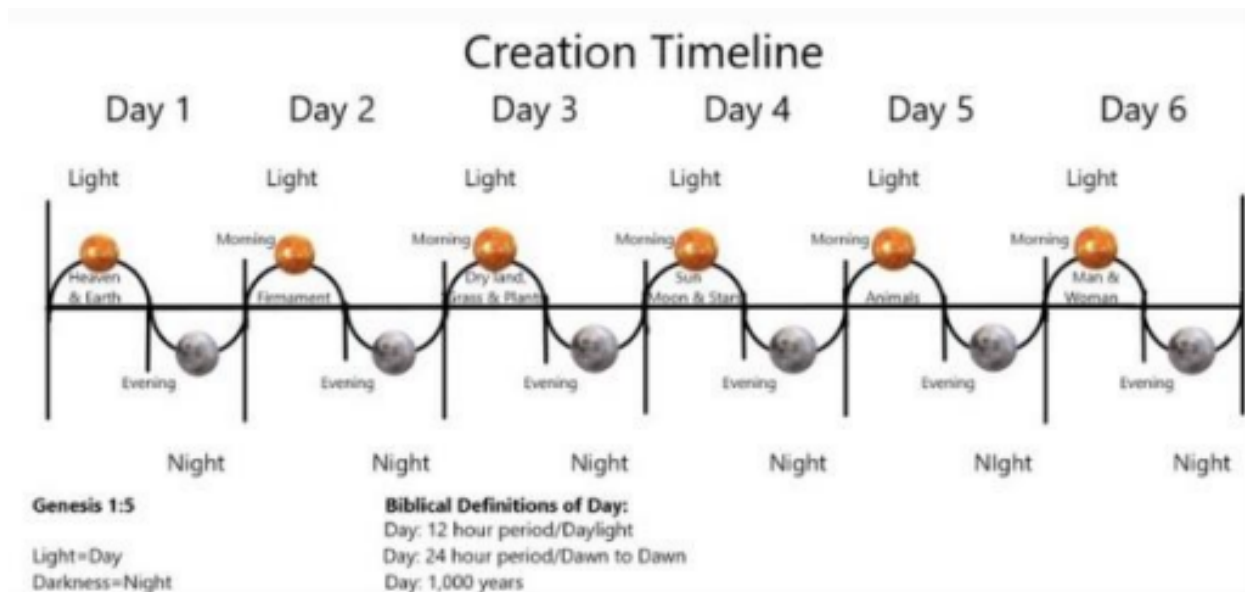 Creation Timeline
Day 1 Day 2 Day 3 Day 4 Day 5 Day 6
Light Light Light Light Light Light
Morning Morning Morning Morning Morning
Heaven
& Earth
Firmament
Dry land,
Grass & Plant
Sun
Moon & Stars
Animals
Man &
Woman
Evening Evening Evening Evening Evening Evening
Night Night Night Night NIght Night
Genesis 1:5
Light=Day
Darkness=Night
Biblical Definitions of Day:
Day: 12 hour period/Daylight
Day: 24 hour period/Dawn to Dawn
Day: 1,000 years